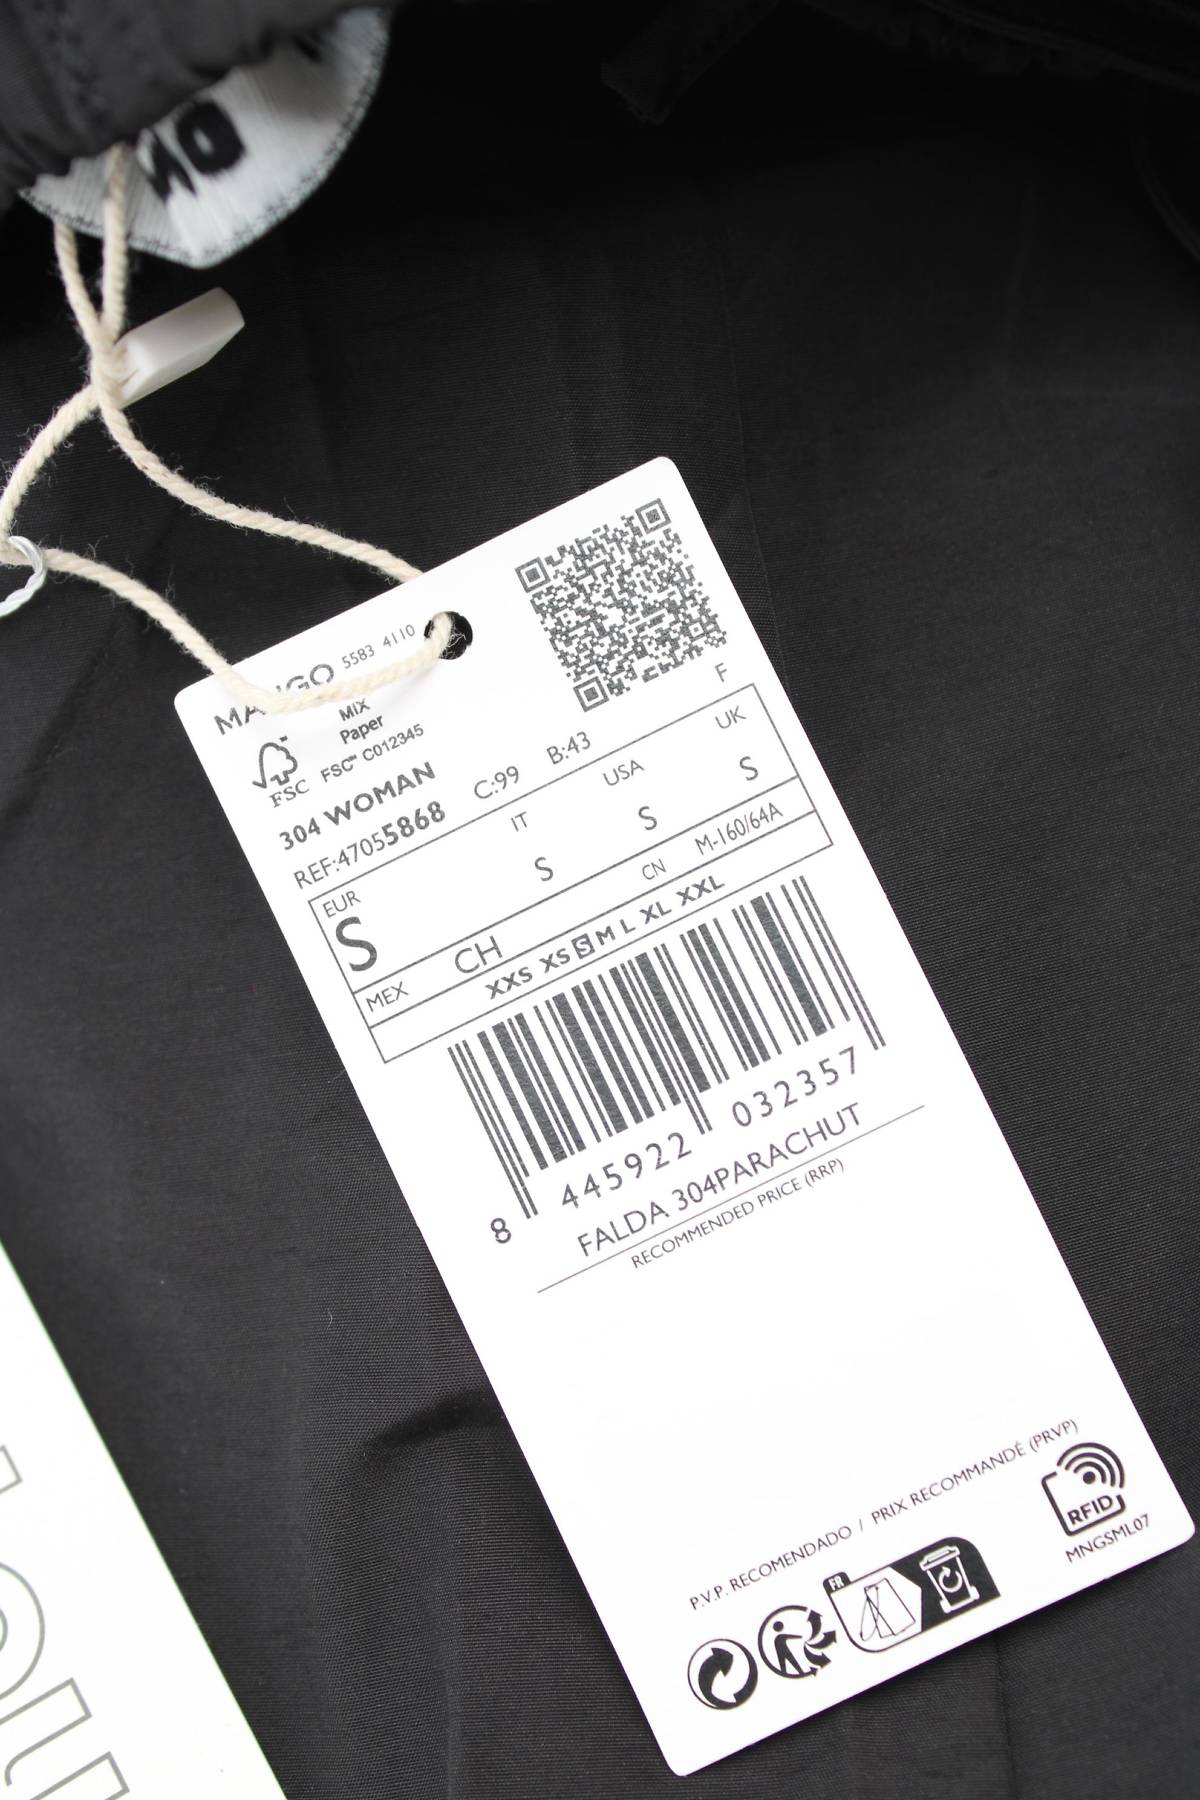 MANGO 5583 4110
MIX
Paper
FSC™ C012345
FSC
304 WOMAN
REF:47055868 C:99 B:43 F
EUR IT USA UK
S S S S
MEX CH CN M-160/64A
XXS XS S M L XL XXL
8 445922 032357
FALDA 304PARACHUT
RECOMMENDED PRICE (RRP)
P.V.P. RECOMENDADO / PRIX RECOMMANDÉ (PRVP)
FR
RFID
MNGSML07